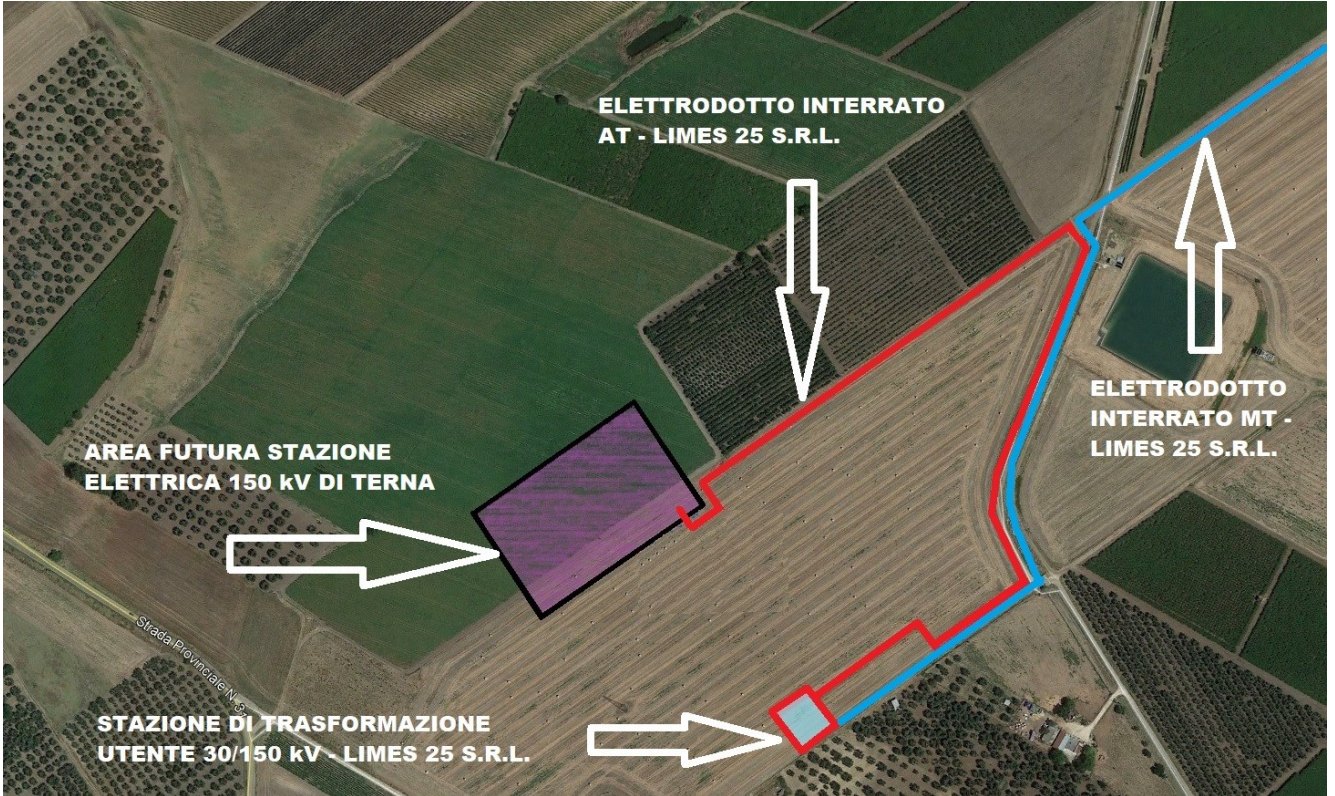 ELETTRODOTTO INTERRATO
AT - LIMES 25 S.R.L.
ELETTRODOTTO
INTERRATO MT -
LIMES 25 S.R.L.
AREA FUTURA STAZIONE
ELETTRICA 150 kV DI TERNA
Strada Provinciale N.
STAZIONE DI TRASFORMAZIONE
UTENTE 30/150 kV - LIMES 25 S.R.L.